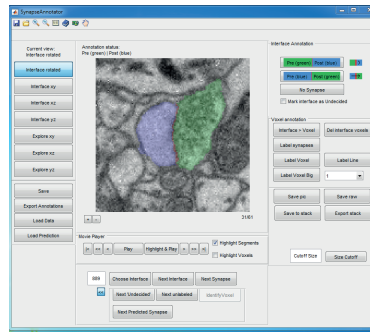 SynapseAnnotator
Current view:
Interface rotated
Interface rotated
Interface xy
Interface xz
Interface yz
Explore xy
Explore xz
Explore yz
Save
Export Annotations
Load Data
Load Prediction
Annotation status:
Pre (green) | Post (blue)
+
-
31/61
Movie Player
|<
<<
<
Play
Highlight & Play
>
>>
>|
Highlight Segments
Highlight Voxels
Choose Interface
Next Interface
Next Synapse
Next 'Undecided'
Next unlabeled
IdentifyVoxel
Next Predicted Synapse
Interface Annotation
Pre (green) | Post (blue)
Pre (blue) | Post (green)
No Synapse
Mark interface as Undecided
Voxel annotation
Interface + Voxel
Del interface voxels
Label synapses
Label Voxel
Label Line
Label Voxel Big
1
Save pic
Save raw
Save to stack
Export stack
Cutoff Size
Size Cutoff